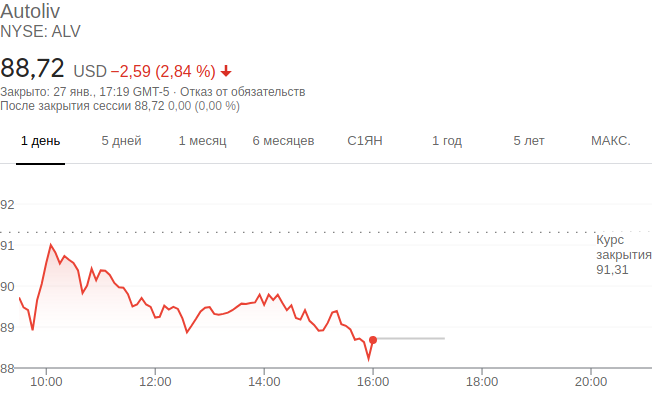 Autoliv
NYSE: ALV
88,72 USD −2,59 (2,84 %)
Закрыто: 27 янв., 17:19 GMT-5 · Отказ от обязательств
После закрытия сессии 88,72 0,00 (0,00 %)
1 день 5 дней 1 месяц 6 месяцев С1ЯН 1 год 5 лет МАКС.
92
91
Курс
закрытия
91,31
90
89
88
10:00 12:00 14:00 16:00 18:00 20:00